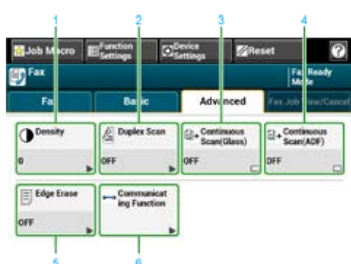 1 2 3 4
Job Macro Function Settings Device Settings Reset ?
Fax Fax Ready Mode
Fax Basic Advanced Fax Job View/Cancel
Density Duplex Scan Continuous Scan(Glass) Continuous Scan(ADF)
0 OFF OFF OFF
Edge Erase Communicat ing Function
OFF
5 6